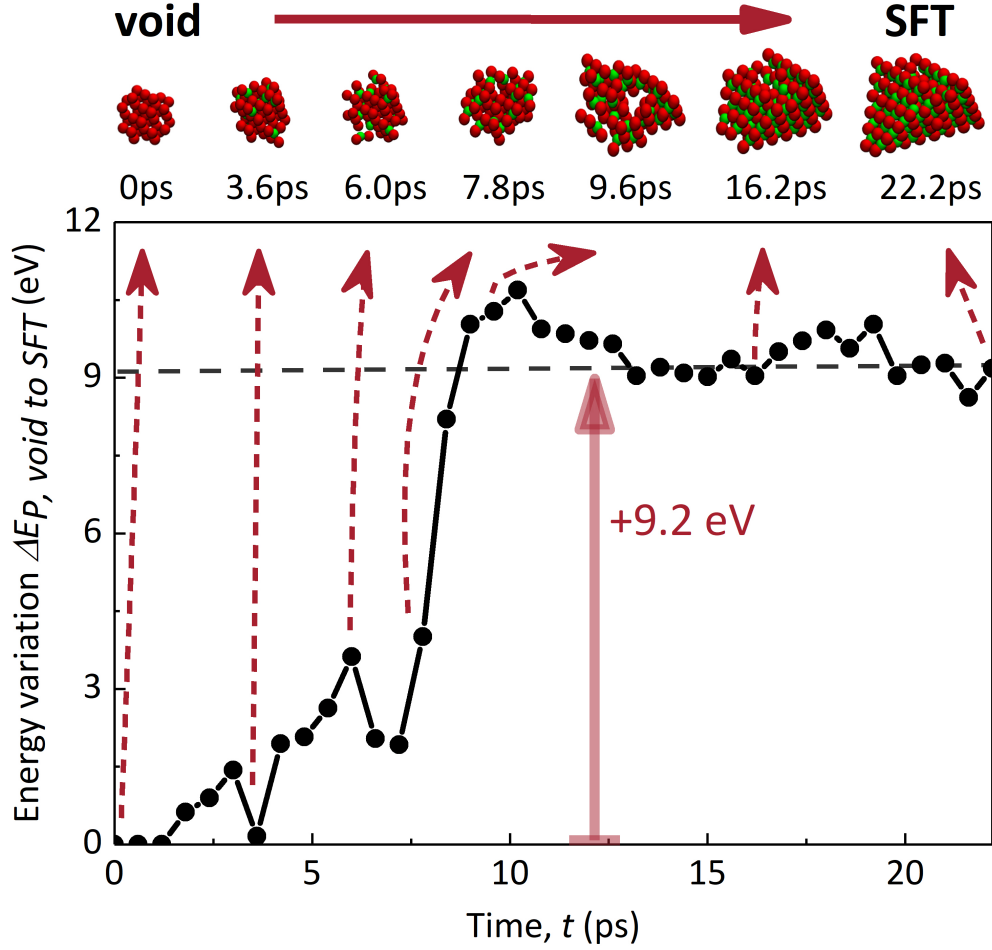 void SFT
0ps 3.6ps 6.0ps 7.8ps 9.6ps 16.2ps 22.2ps
12
9
6
3
0
Energy variation ΔEP, void to SFT (eV)
+9.2 eV
0 5 10 15 20
Time, t (ps)